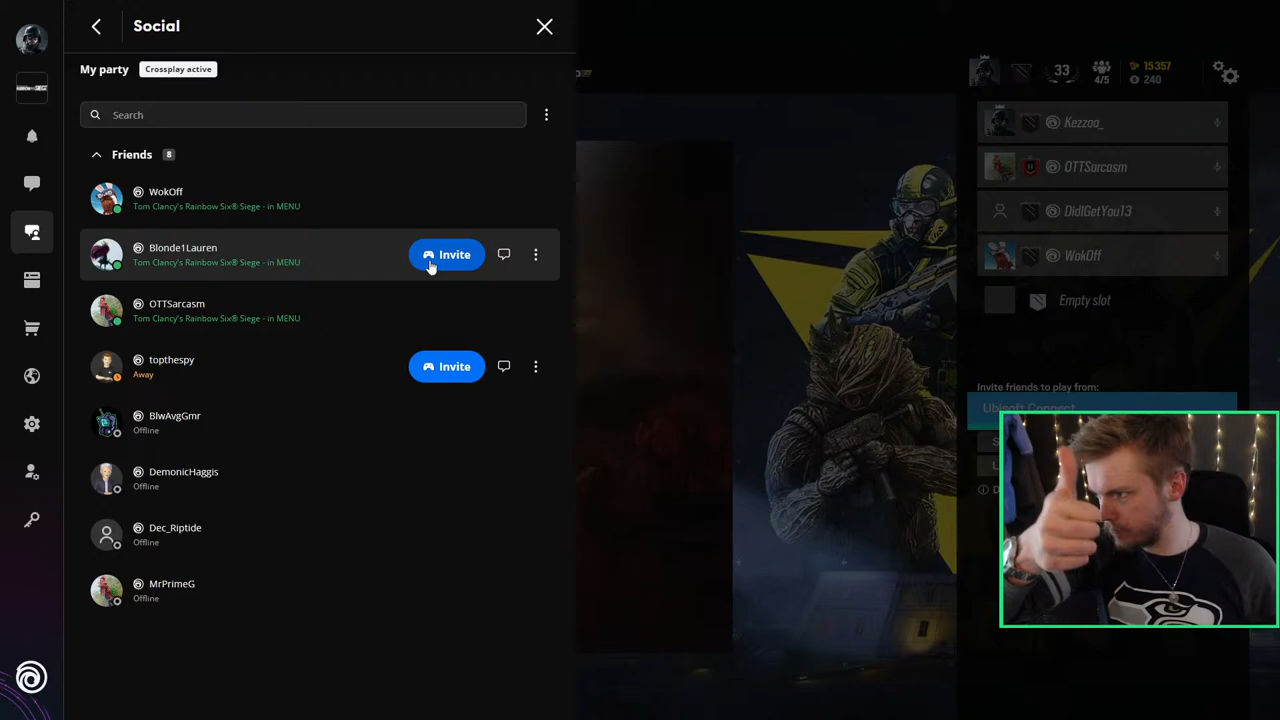 Social
My party
Crossplay active
Search
Friends 8
WokOff
Tom Clancy's Rainbow Six® Siege - in MENU
Blonde1Lauren
Tom Clancy's Rainbow Six® Siege - in MENU
Invite
OTTSarcasm
Tom Clancy's Rainbow Six® Siege - in MENU
topthespy
Away
Invite
BlwAvgGmr
Offline
DemonicHaggis
Offline
Dec_Riptide
Offline
MrPrimeG
Offline
33
4/5
15 357
240
Kezzoo_
OTTSarcasm
DidIGetYou13
WokOff
Empty slot
Invite friends to play from:
Ubisoft Connect